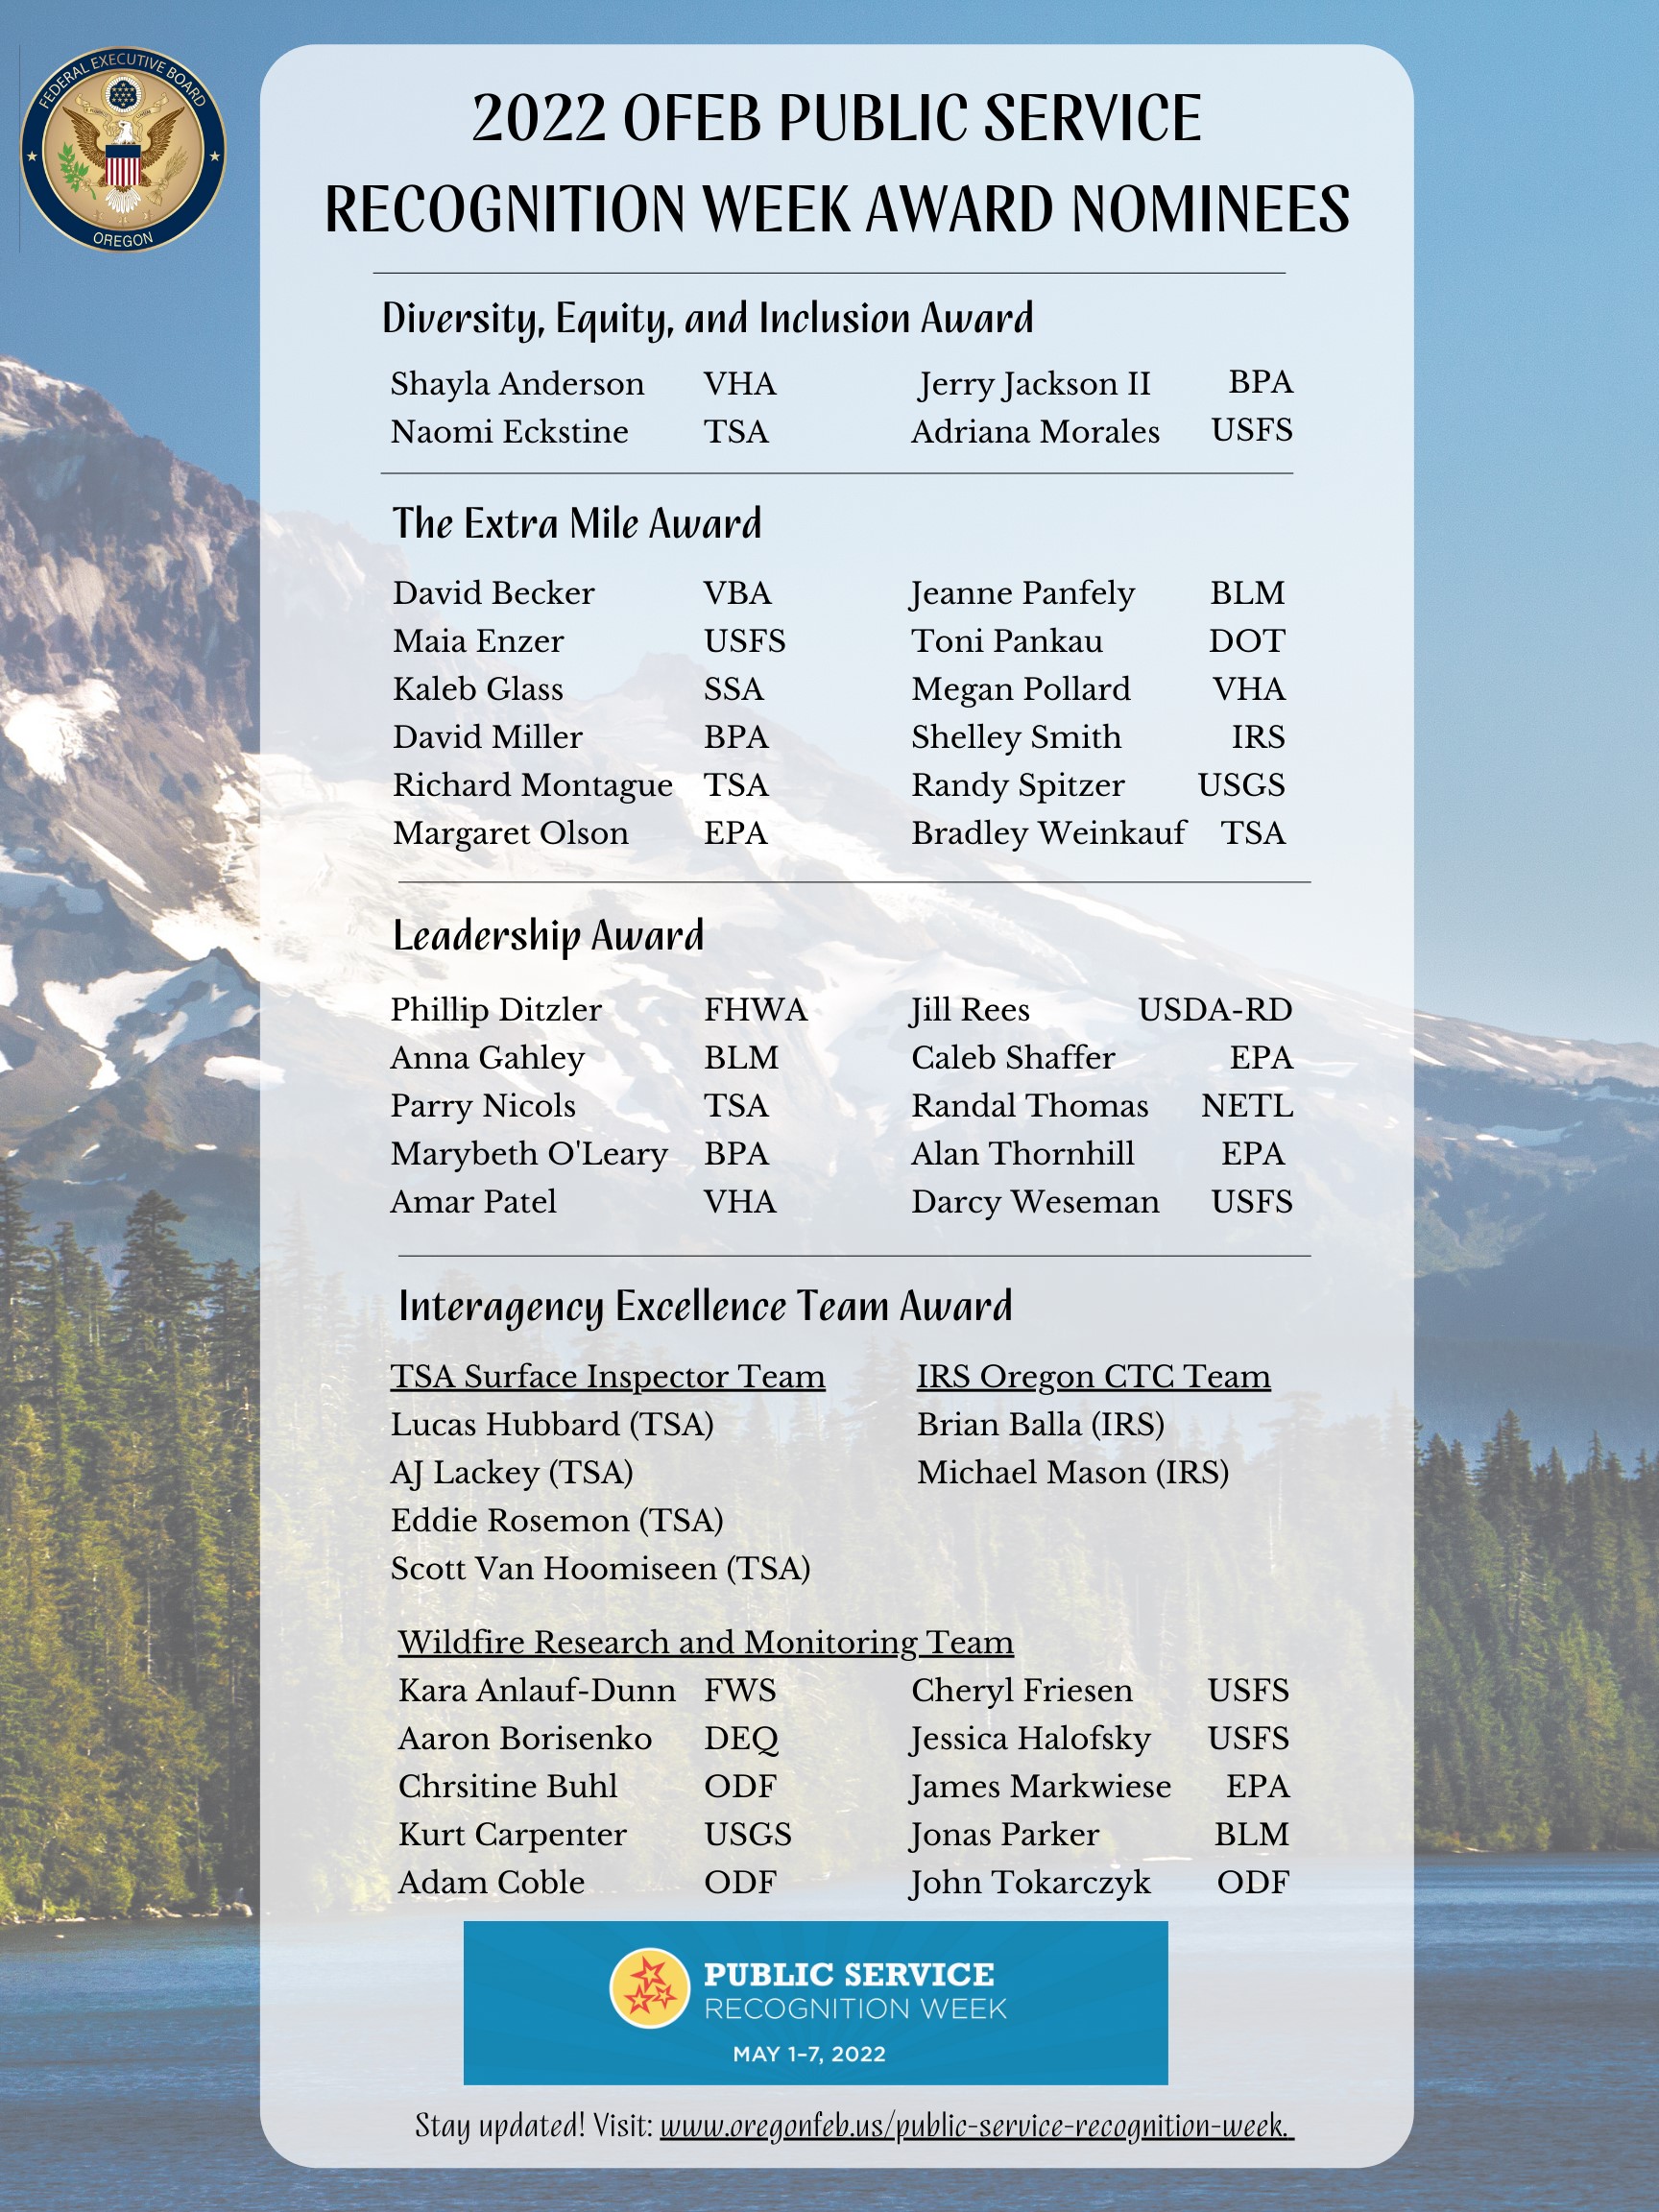 FEDERAL EXECUTIVE BOARD
OREGON
2022 OFEB PUBLIC SERVICE
RECOGNITION WEEK AWARD NOMINEES
Diversity, Equity, and Inclusion Award
Shayla Anderson VHA Jerry Jackson II BPA
Naomi Eckstine TSA Adriana Morales USFS
The Extra Mile Award
David Becker VBA Jeanne Panfely BLM
Maia Enzer USFS Toni Pankau DOT
Kaleb Glass SSA Megan Pollard VHA
David Miller BPA Shelley Smith IRS
Richard Montague TSA Randy Spitzer USGS
Margaret Olson EPA Bradley Weinkauf TSA
Leadership Award
Phillip Ditzler FHWA Jill Rees USDA-RD
Anna Gahley BLM Caleb Shaffer EPA
Parry Nicols TSA Randal Thomas NETL
Marybeth O'Leary BPA Alan Thornhill EPA
Amar Patel VHA Darcy Weseman USFS
Interagency Excellence Team Award
TSA Surface Inspector Team IRS Oregon CTC Team
Lucas Hubbard (TSA) Brian Balla (IRS)
AJ Lackey (TSA) Michael Mason (IRS)
Eddie Rosemon (TSA)
Scott Van Hoomiseen (TSA)
Wildfire Research and Monitoring Team
Kara Anlauf-Dunn FWS Cheryl Friesen USFS
Aaron Borisenko DEQ Jessica Halofsky USFS
Chrsitine Buhl ODF James Markwiese EPA
Kurt Carpenter USGS Jonas Parker BLM
Adam Coble ODF John Tokarczyk ODF
PUBLIC SERVICE
RECOGNITION WEEK
MAY 1–7, 2022
Stay updated! Visit: www.oregonfeb.us/public-service-recognition-week.